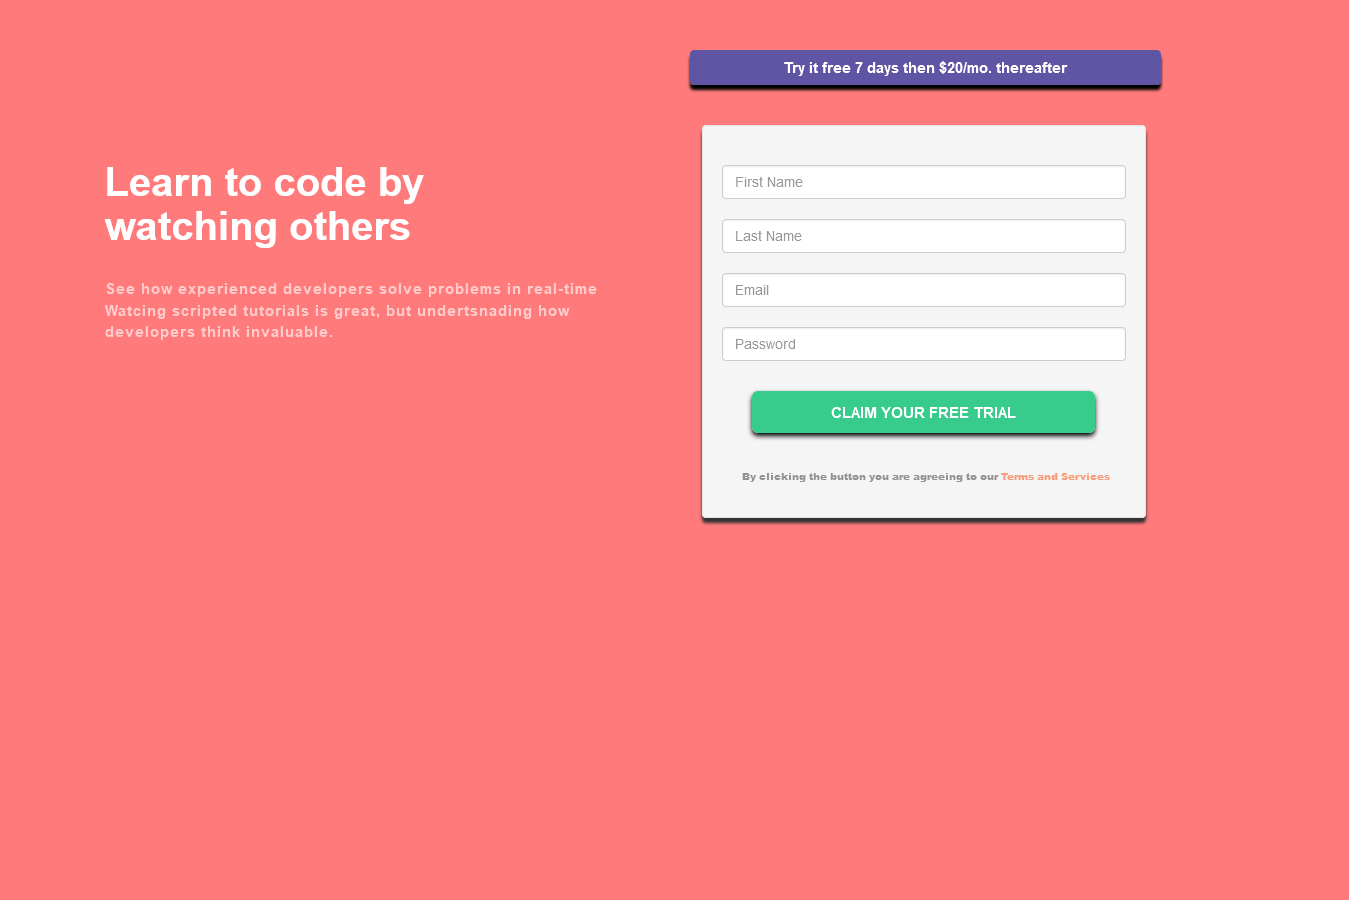 Try it free 7 days then $20/mo. thereafter
Learn to code by
watching others
See how experienced developers solve problems in real-time
Watcing scripted tutorials is great, but undertsnading how
developers think invaluable.
First Name
Last Name
Email
Password
CLAIM YOUR FREE TRIAL
By clicking the button you are agreeing to our Terms and Services